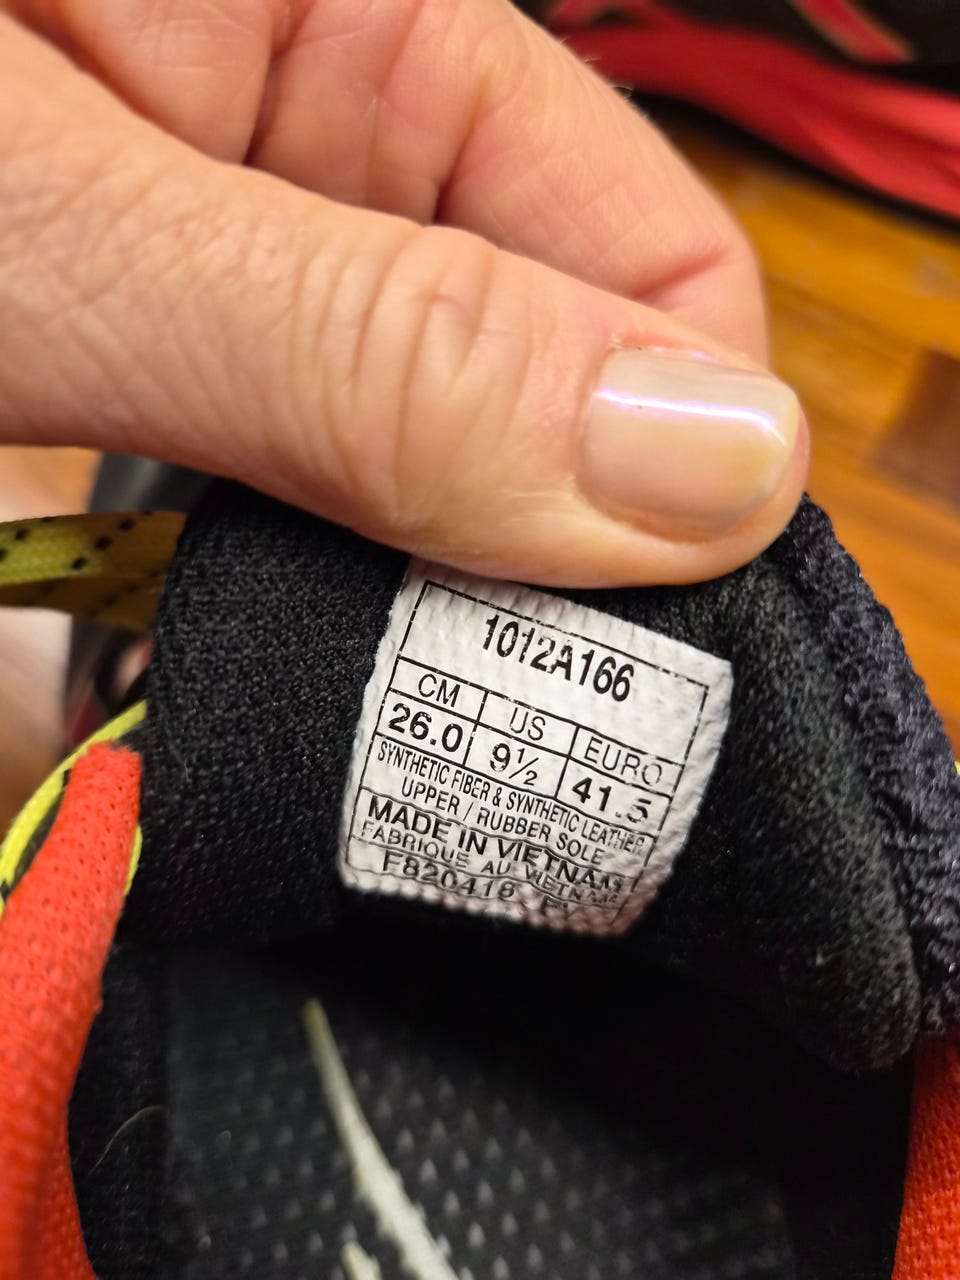 1012A166
CM US EURO
26.0 9½ 41.5
SYNTHETIC FIBER & SYNTHETIC LEATHER
UPPER / RUBBER SOLE
MADE IN VIETNAM
FABRIQUE AU VIETNAM
F820418